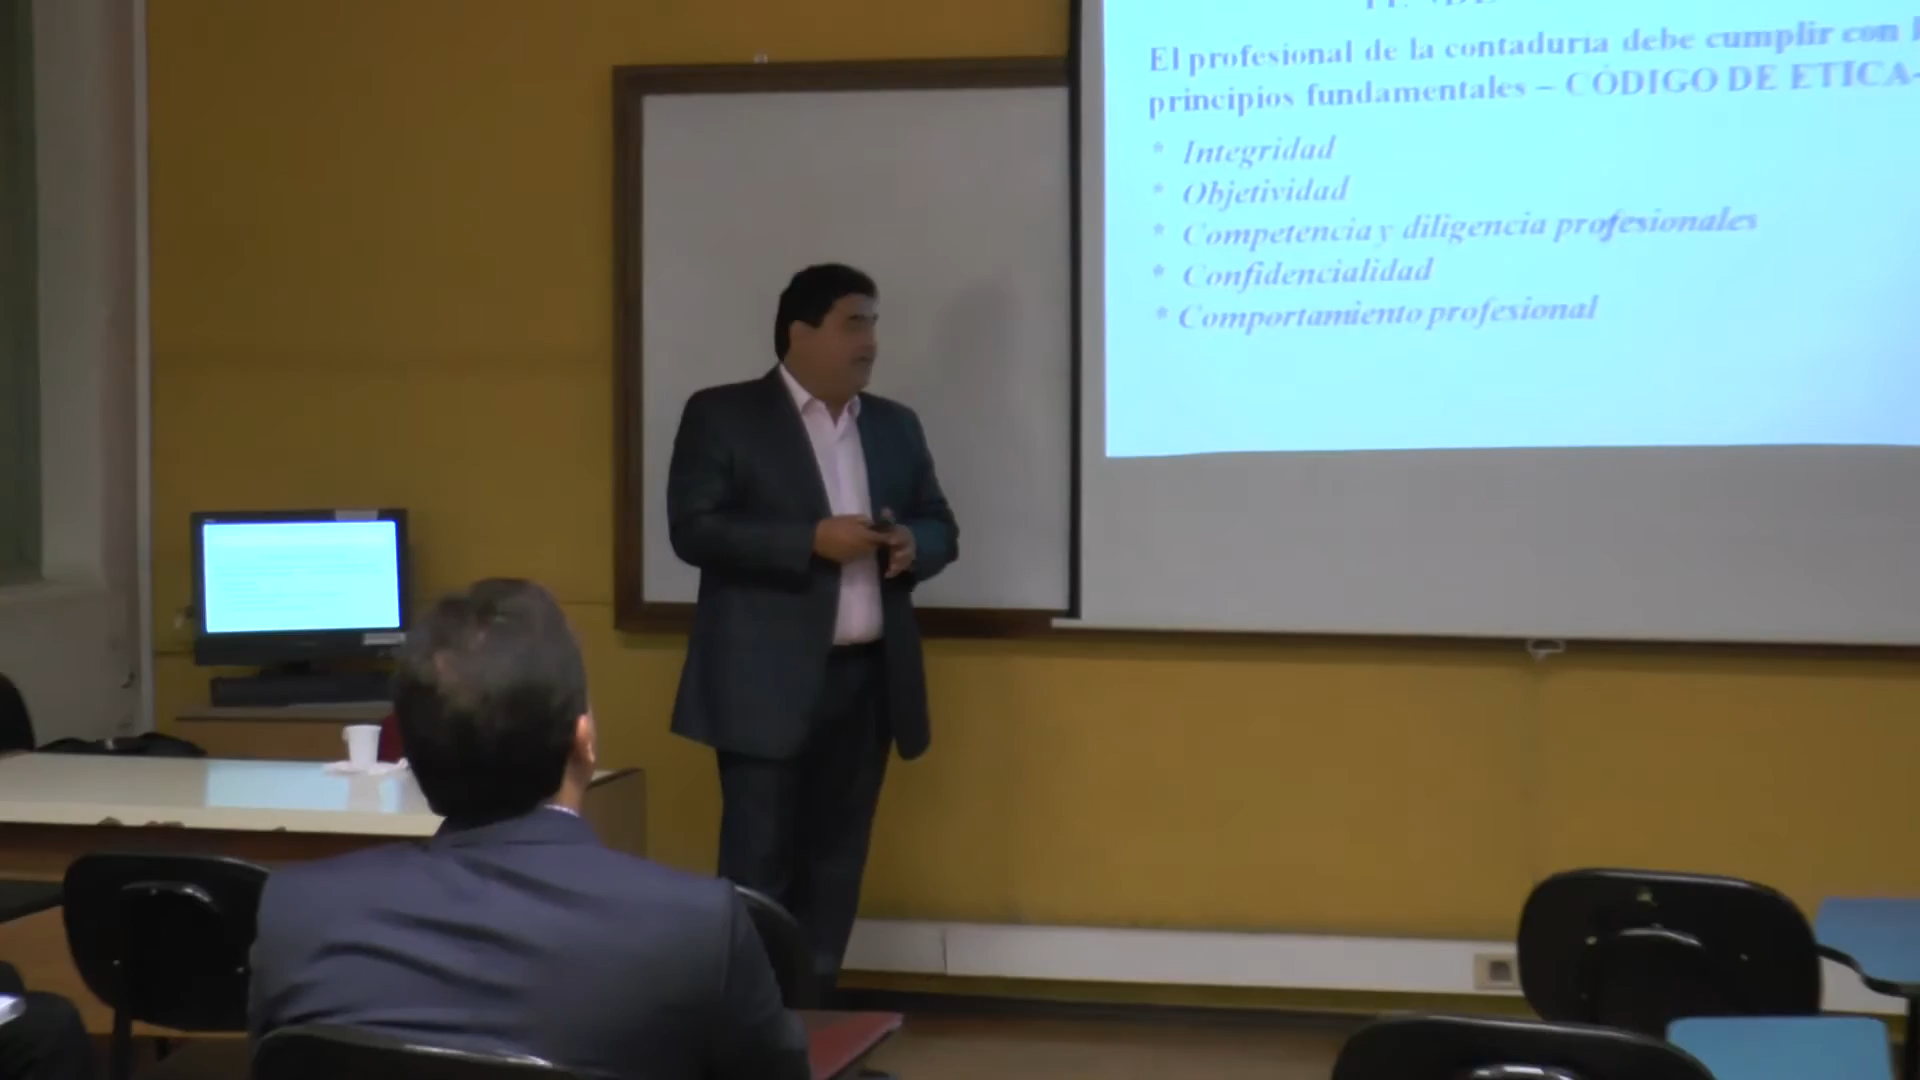 El profesional de la contaduría debe cumplir con
principios fundamentales – CÓDIGO DE ETICA-
* Integridad
* Objetividad
* Competencia y diligencia profesionales
* Confidencialidad
* Comportamiento profesional